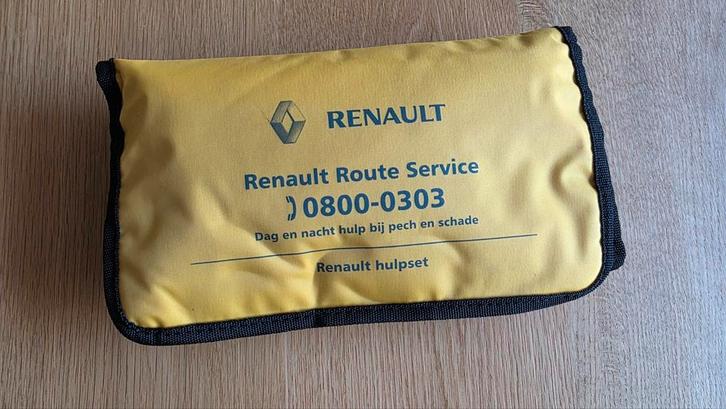 RENAULT
Renault Route Service
0800-0303
Dag en nacht hulp bij pech en schade
Renault hulpset